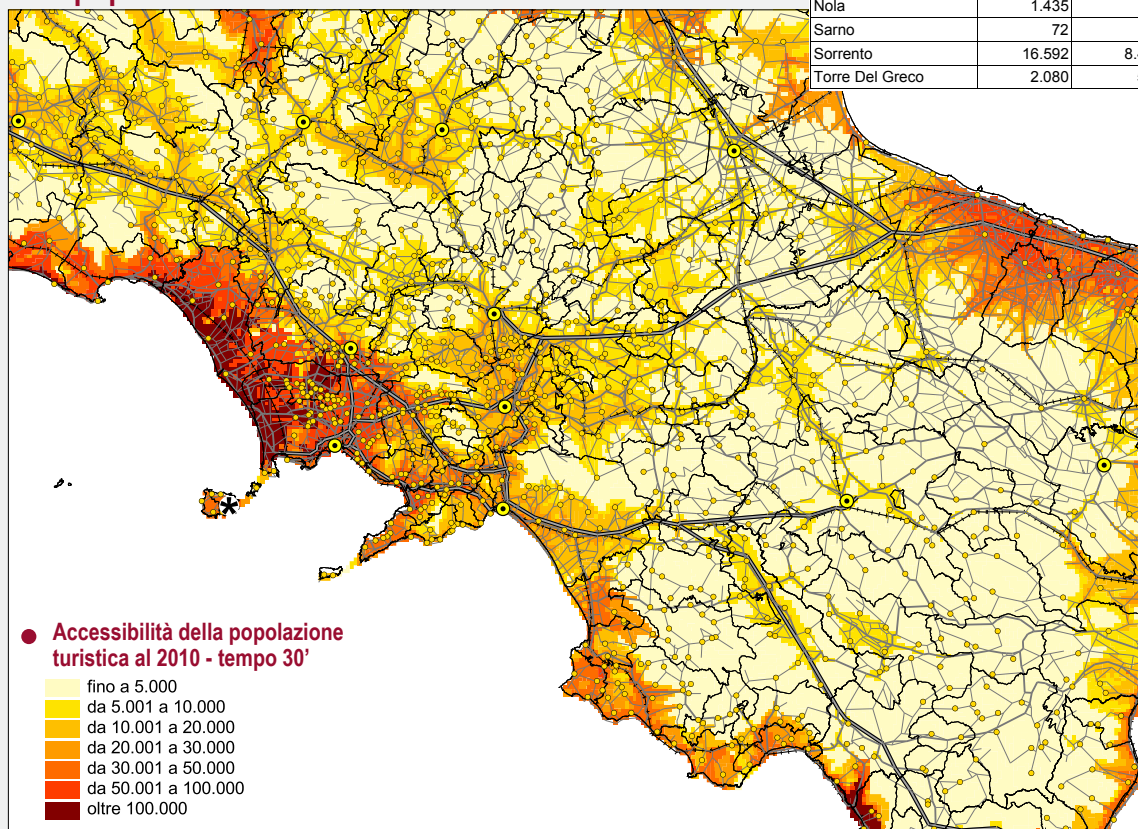 Nola 1.435
Sarno 72
Sorrento 16.592
Torre Del Greco 2.080
*
● Accessibilità della popolazione
turistica al 2010 - tempo 30'
fino a 5.000
da 5.001 a 10.000
da 10.001 a 20.000
da 20.001 a 30.000
da 30.001 a 50.000
da 50.001 a 100.000
oltre 100.000